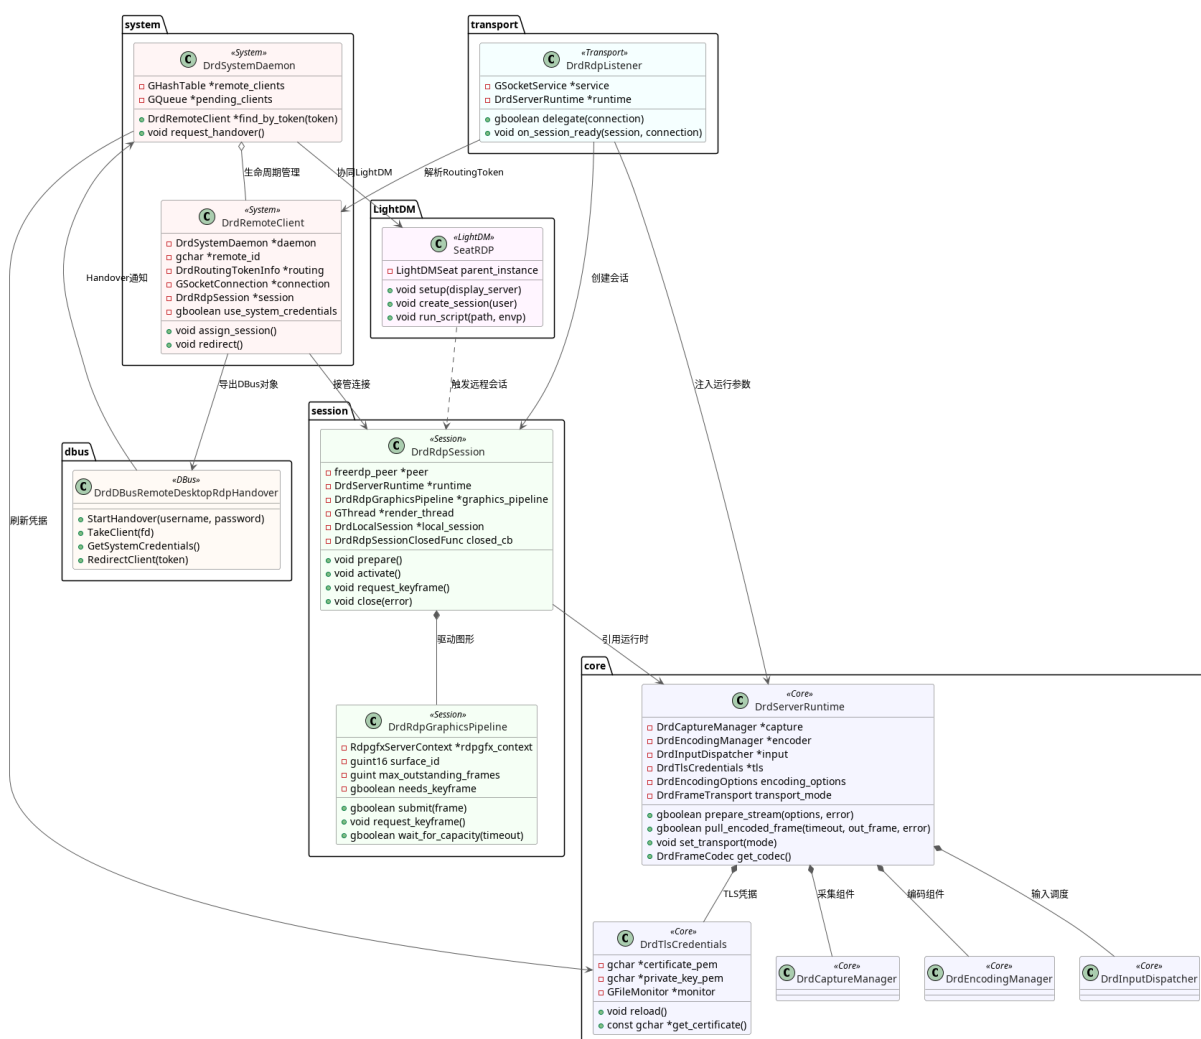 system
«System»
C DrdSystemDaemon
GHashTable *remote_clients
GQueue *pending_clients
DrdRemoteClient *find_by_token(token)
void request_handover()
transport
«Transport»
C DrdRdpListener
GSocketService *service
DrdServerRuntime *runtime
gboolean delegate(connection)
void on_session_ready(session, connection)
生命周期管理
协同LightDM
解析RoutingToken
«System»
C DrdRemoteClient
DrdSystemDaemon *daemon
gchar *remote_id
DrdRoutingTokenInfo *routing
GSocketConnection *connection
DrdRdpSession *session
gboolean use_system_credentials
void assign_session()
void redirect()
LightDM
«LightDM»
C SeatRDP
LightDMSeat parent_instance
void setup(display_server)
void create_session(user)
void run_script(path, envp)
Handover通知
创建会话
导出DBus对象
接管连接
触发远程会话
注入运行参数
dbus
«DBus»
C DrdDBusRemoteDesktopRdpHandover
StartHandover(username, password)
TakeClient(fd)
GetSystemCredentials()
RedirectClient(token)
刷新凭据
session
«Session»
C DrdRdpSession
freerdp_peer *peer
DrdServerRuntime *runtime
DrdRdpGraphicsPipeline *graphics_pipeline
GThread *render_thread
DrdLocalSession *local_session
DrdRdpSessionClosedFunc closed_cb
void prepare()
void activate()
void request_keyframe()
void close(error)
驱动图形
引用运行时
«Session»
C DrdRdpGraphicsPipeline
RdpgfxServerContext *rdpgfx_context
guint16 surface_id
guint max_outstanding_frames
gboolean needs_keyframe
gboolean submit(frame)
void request_keyframe()
gboolean wait_for_capacity(timeout)
core
«Core»
C DrdServerRuntime
DrdCaptureManager *capture
DrdEncodingManager *encoder
DrdInputDispatcher *input
DrdTlsCredentials *tls
DrdEncodingOptions encoding_options
DrdFrameTransport transport_mode
gboolean prepare_stream(options, error)
gboolean pull_encoded_frame(timeout, out_frame, error)
void set_transport(mode)
DrdFrameCodec get_codec()
TLS凭据
采集组件
编码组件
输入调度
«Core»
C DrdTlsCredentials
gchar *certificate_pem
gchar *private_key_pem
GFileMonitor *monitor
void reload()
const gchar *get_certificate()
«Core»
C DrdCaptureManager
«Core»
C DrdEncodingManager
«Core»
C DrdInputDispatcher